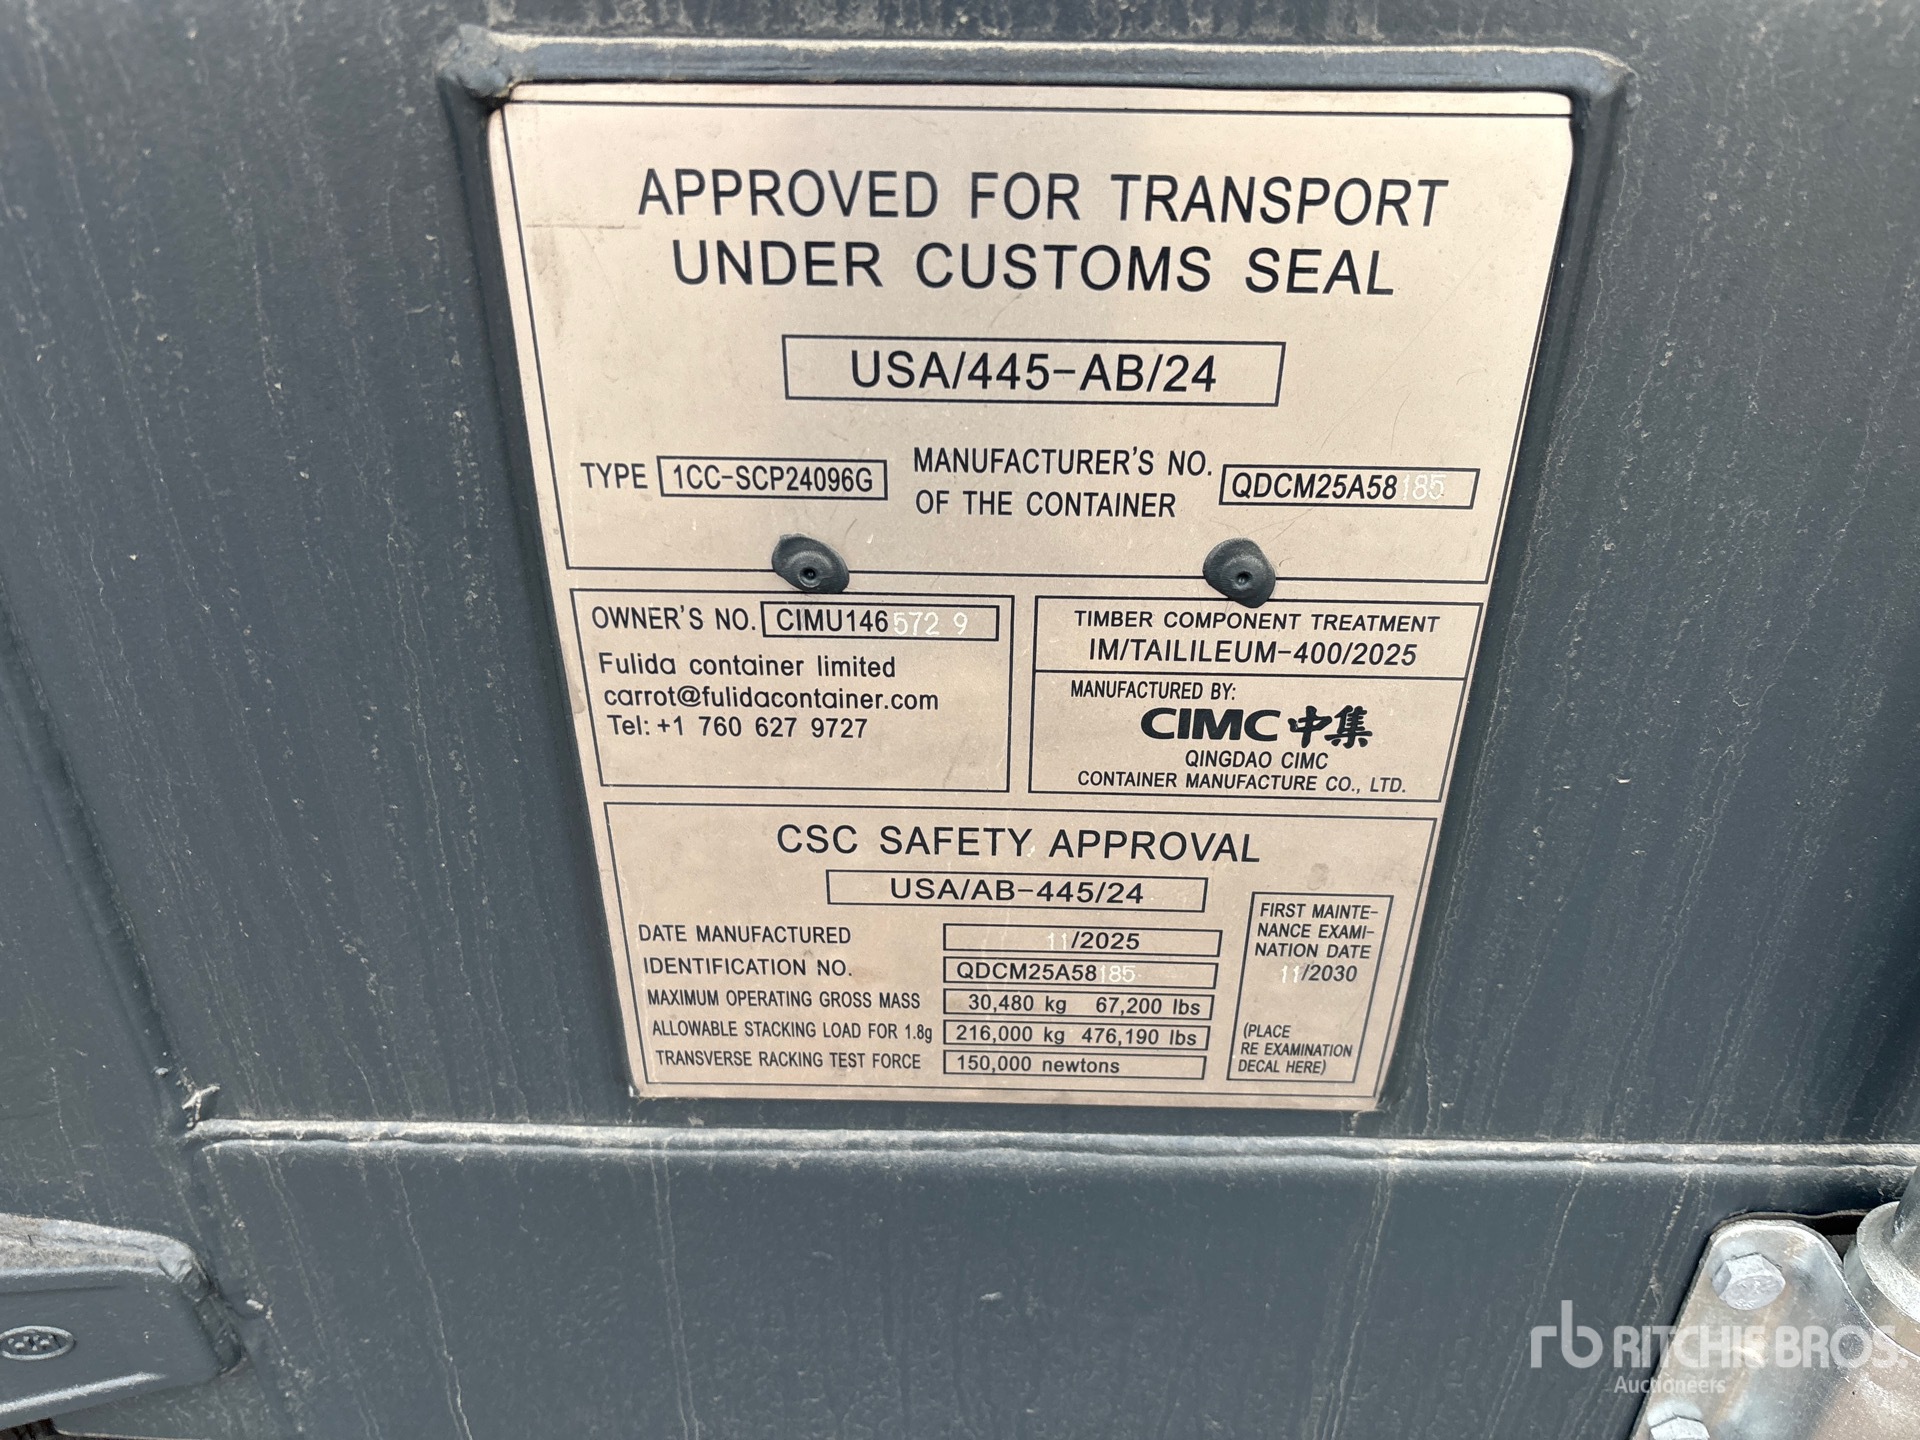 APPROVED FOR TRANSPORT
UNDER CUSTOMS SEAL
USA/445-AB/24
TYPE 1CC-SCP24096G
MANUFACTURER'S NO.
OF THE CONTAINER
QDCM25A58185
OWNER'S NO. CIMU146572 9
Fulida container limited
carrot@fulidacontainer.com
Tel: +1 760 627 9727
TIMBER COMPONENT TREATMENT
IM/TAILILEUM-400/2025
MANUFACTURED BY:
CIMC中集
QINGDAO CIMC
CONTAINER MANUFACTURE CO., LTD.
CSC SAFETY APPROVAL
USA/AB-445/24
DATE MANUFACTURED 11/2025
IDENTIFICATION NO. QDCM25A58185
MAXIMUM OPERATING GROSS MASS 30,480 kg 67,200 lbs
ALLOWABLE STACKING LOAD FOR 1.8g 216,000 kg 476,190 lbs
TRANSVERSE RACKING TEST FORCE 150,000 newtons
FIRST MAINTE-
NANCE EXAMI-
NATION DATE
11/2030
(PLACE
RE EXAMINATION
DECAL HERE)
rb RITCHIE BROS.
Auctioneers